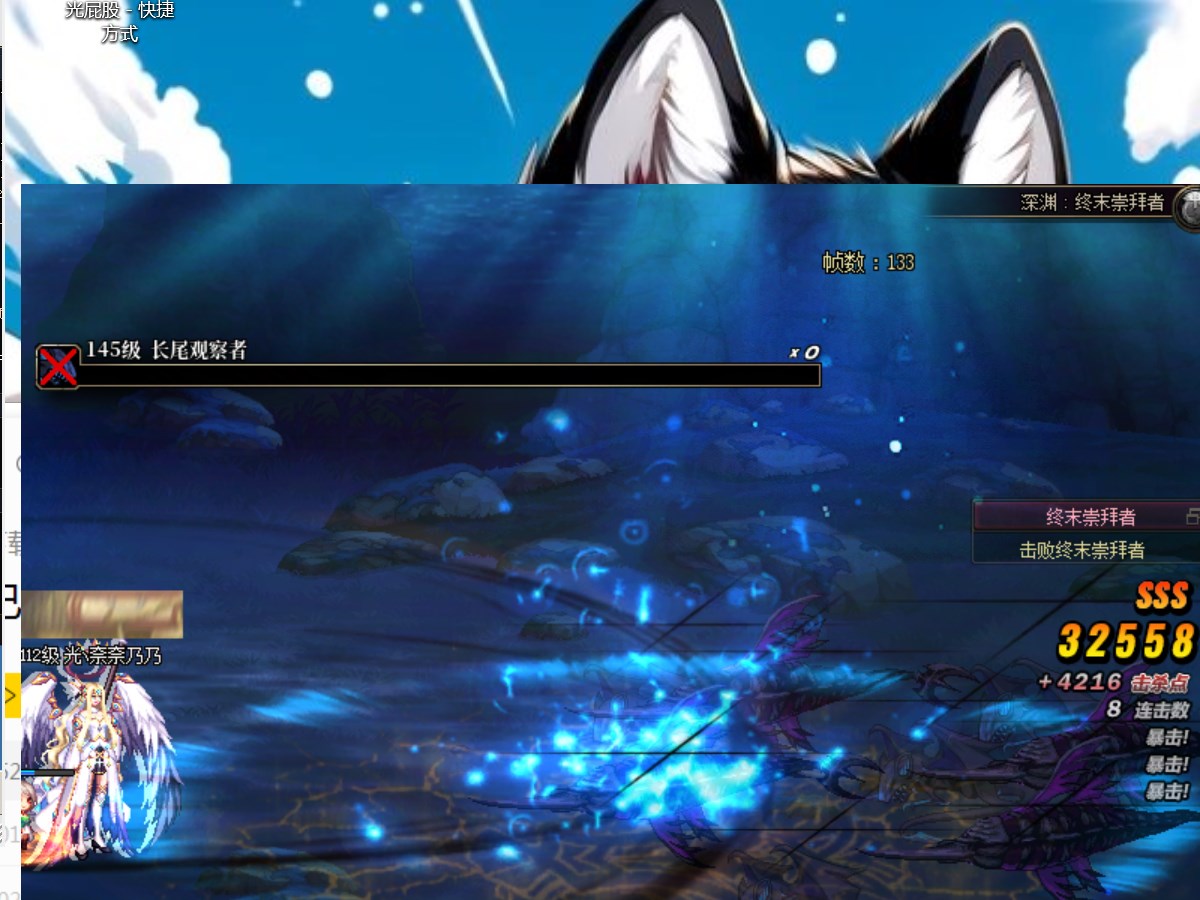 光屁股 - 快捷
方式
深渊：终末崇拜者
帧数：133
145级 长尾观察者
x0
终末崇拜者
击败终末崇拜者
SSS
32558
+4216 击杀点
8 连击数
暴击!
暴击!
暴击!
112级 光\奈奈乃乃